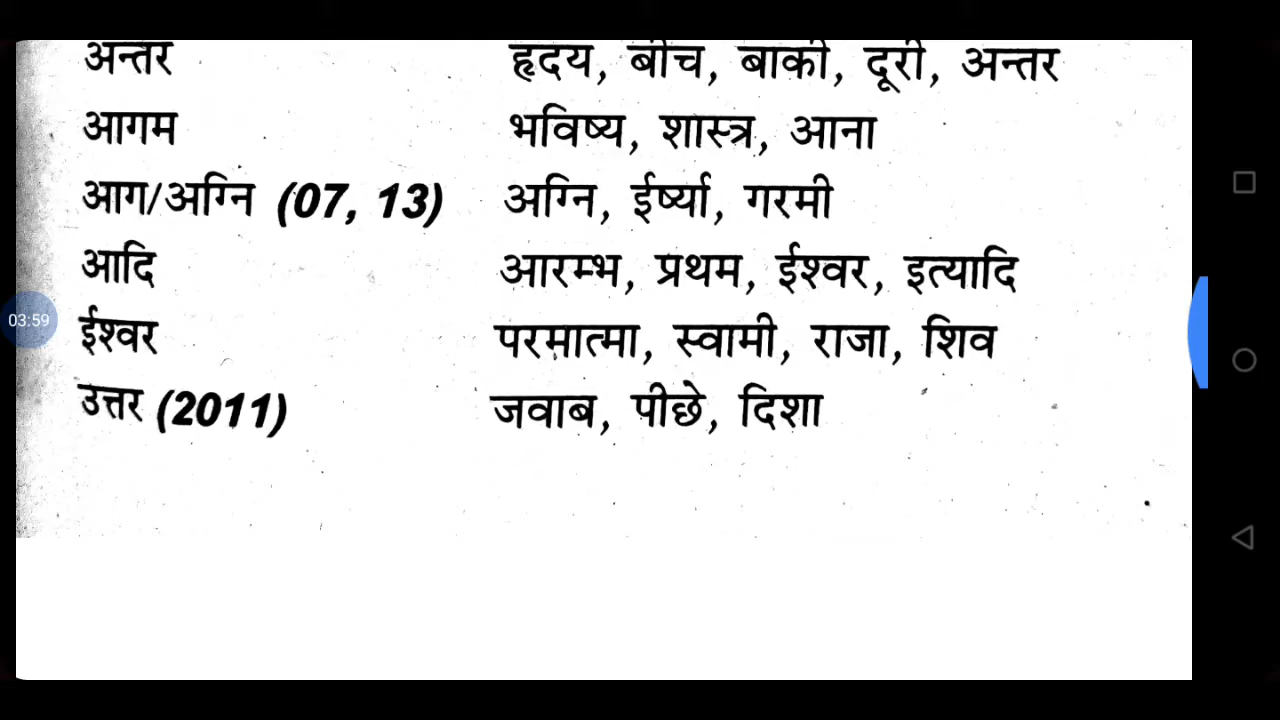 अन्तर हृदय, बीच, बाकी, दूरी, अन्तर
आगम भविष्य, शास्त्र, आना
आग/अग्नि (07, 13) अग्नि, ईर्ष्या, गरमी
आदि आरम्भ, प्रथम, ईश्वर, इत्यादि
03:59
ईश्वर परमात्मा, स्वामी, राजा, शिव
उत्तर (2011) जवाब, पीछे, दिशा